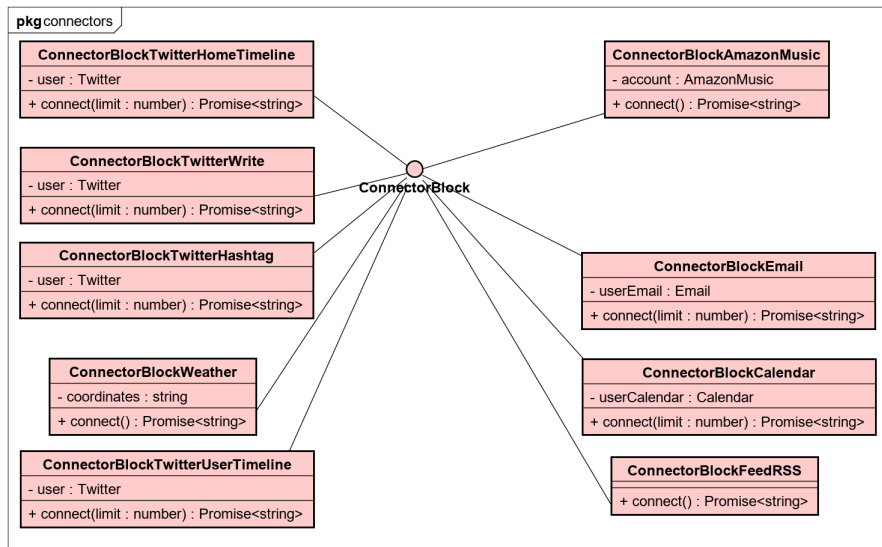 pkg connectors
ConnectorBlockTwitterHomeTimeline
- user : Twitter
+ connect(limit : number) : Promise<string>
ConnectorBlockAmazonMusic
- account : AmazonMusic
+ connect() : Promise<string>
ConnectorBlockTwitterWrite
- user : Twitter
+ connect(limit : number) : Promise<string>
ConnectorBlock
ConnectorBlockTwitterHashtag
- user : Twitter
+ connect(limit : number) : Promise<string>
ConnectorBlockEmail
- userEmail : Email
+ connect(limit : number) : Promise<string>
ConnectorBlockWeather
- coordinates : string
+ connect() : Promise<string>
ConnectorBlockCalendar
- userCalendar : Calendar
+ connect(limit : number) : Promise<string>
ConnectorBlockTwitterUserTimeline
- user : Twitter
+ connect(limit : number) : Promise<string>
ConnectorBlockFeedRSS
+ connect() : Promise<string>